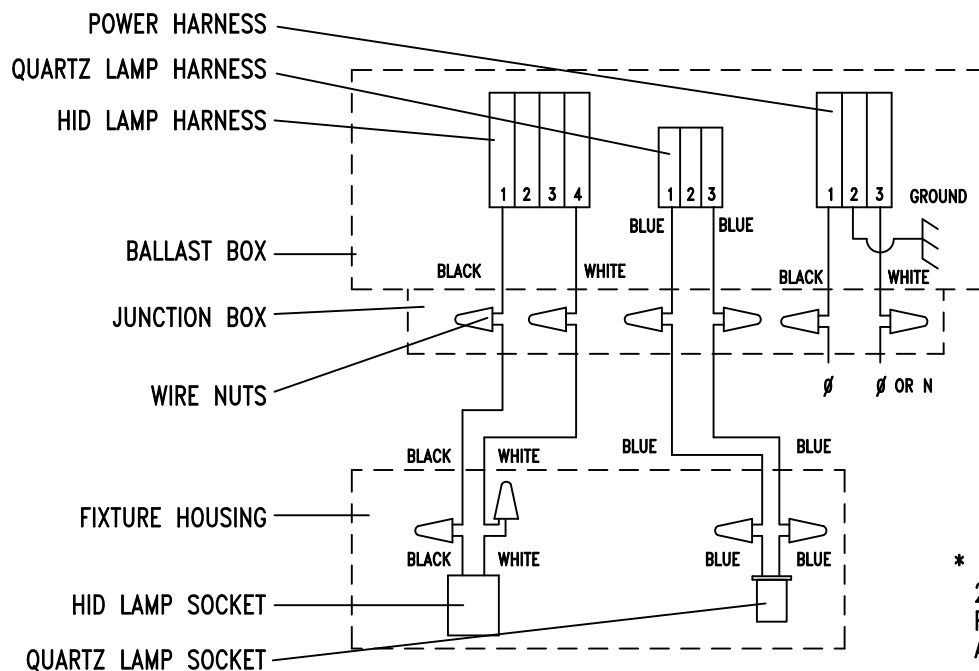 POWER HARNESS
QUARTZ LAMP HARNESS
HID LAMP HARNESS
1 2 3 4
1 2 3
1 2 3
GROUND
BLUE BLUE
BALLAST BOX
BLACK WHITE
BLACK WHITE
JUNCTION BOX
WIRE NUTS
Ø Ø OR N
BLACK WHITE
BLUE BLUE
FIXTURE HOUSING
BLACK WHITE
BLUE BLUE
*
2
HID LAMP SOCKET
QUARTZ LAMP SOCKET